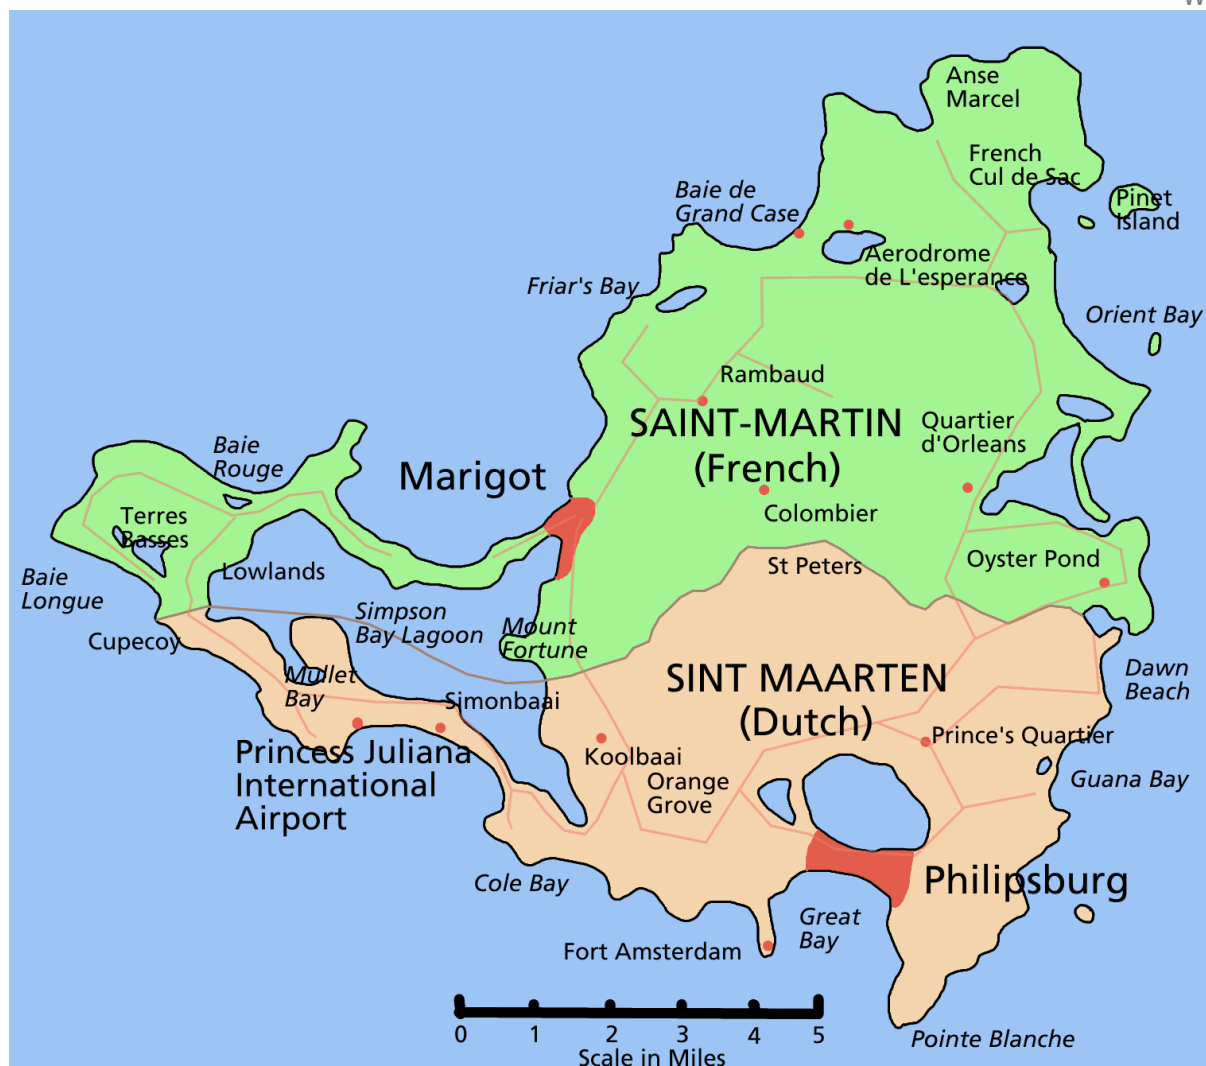 Anse
Marcel
French
Cul de Sac
Pinet
Island
Baie de
Grand Case
Aerodrome
de L'esperance
Friar's Bay
Orient Bay
Rambaud
SAINT-MARTIN
(French)
Quartier
d'Orleans
Baie
Rouge
Marigot
Colombier
Terres
Basses
Lowlands
St Peters
Oyster Pond
Baie
Longue
Simpson
Bay Lagoon
Mount
Fortune
Cupecoy
SINT MAARTEN
(Dutch)
Dawn
Beach
Mullet
Bay
Simonbaai
Prince's Quartier
Princess Juliana
International
Airport
Koolbaai
Orange
Grove
Guana Bay
Cole Bay
Philipsburg
Great
Bay
Fort Amsterdam
Pointe Blanche
0 1 2 3 4 5
Scale in Miles